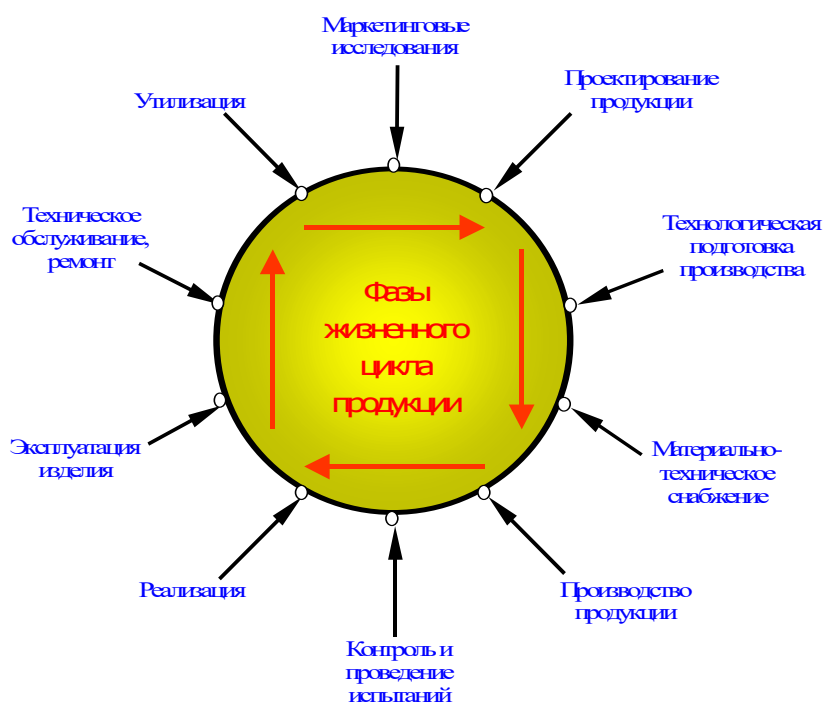 Маркетинговые
исследования
Проектирование
продукции
Технологическая
подготовка
производства
Материально-
техническое
снабжение
Производство
продукции
Контроль и
проведение
испытаний
Реализация
Эксплуатация
изделия
Техническое
обслуживание,
ремонт
Утилизация
Фазы
жизненного
цикла
продукции